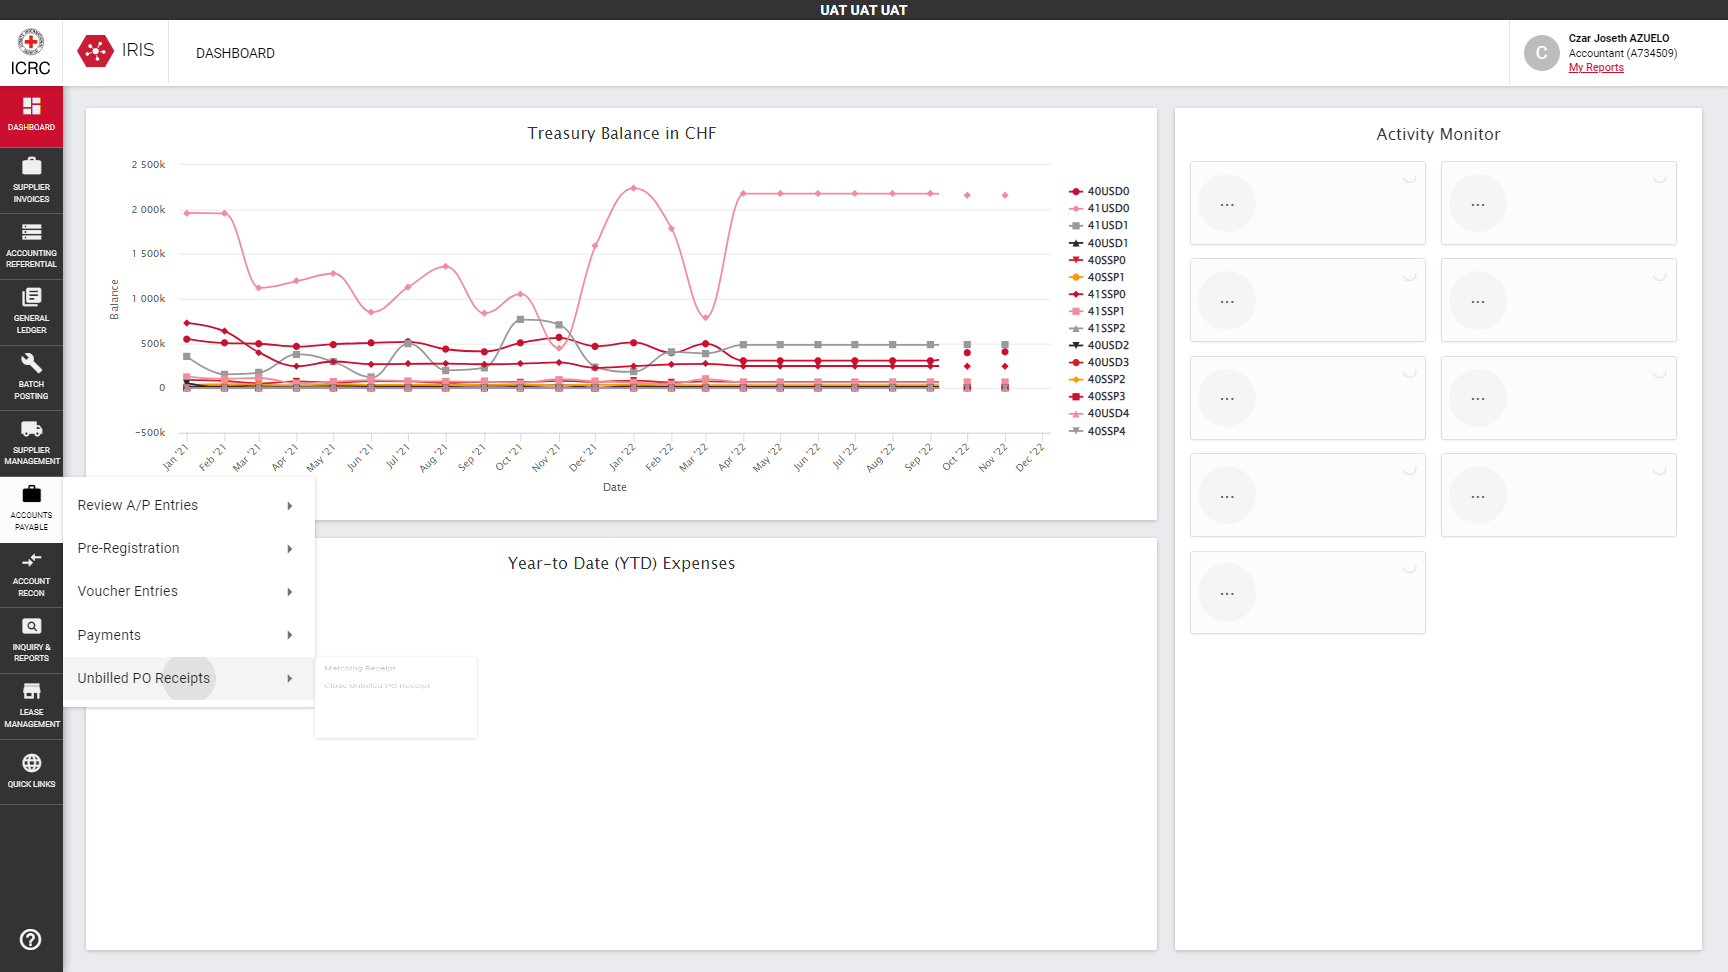 UAT UAT UAT
ICRC
IRIS
DASHBOARD
C
Czar Joseth AZUELO
Accountant (A734509)
My Reports
DASHBOARD
SUPPLIER
INVOICES
ACCOUNTING
REFERENTIAL
GENERAL
LEDGER
BATCH
POSTING
SUPPLIER
MANAGEMENT
ACCOUNTS
PAYABLE
ACCOUNT
RECON
INQUIRY &
REPORTS
LEASE
MANAGEMENT
QUICK LINKS
Treasury Balance in CHF
Balance
2 500k
2 000k
1 500k
1 000k
500k
0
-500k
Jan '21
Feb '21
Mar '21
Apr '21
May '21
Jun '21
Jul '21
Aug '21
Sep '21
Oct '21
Nov '21
Dec '21
Jan '22
Feb '22
Mar '22
Apr '22
May '22
Jun '22
Jul '22
Aug '22
Sep '22
Oct '22
Nov '22
Dec '22
Date
40USD0
41USD0
41USD1
40USD1
40SSP0
40SSP1
41SSP0
41SSP1
41SSP2
40USD2
40USD3
40SSP2
40SSP3
40USD4
40SSP4
Review A/P Entries
Pre-Registration
Voucher Entries
Payments
Unbilled PO Receipts
Matching Receipt
Close Unbilled PO Receipt
Year-to Date (YTD) Expenses
Activity Monitor
...
...
...
...
...
...
...
...
...